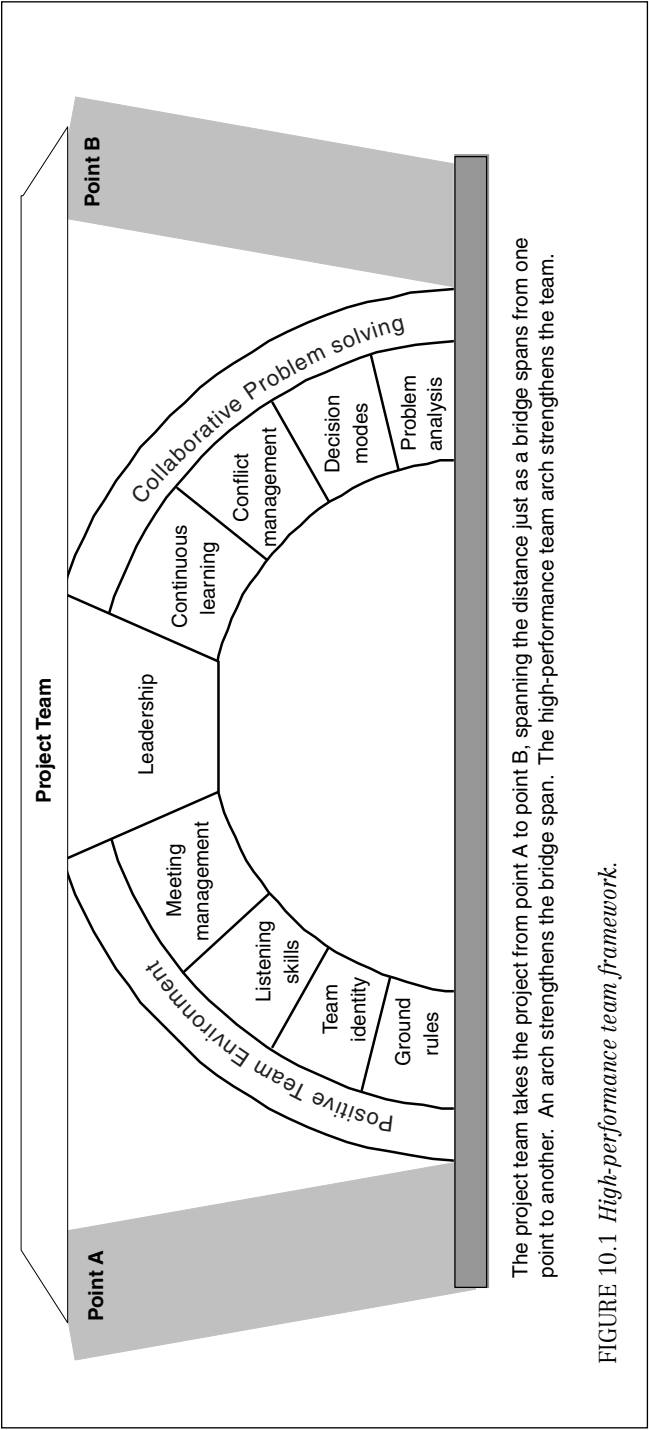 Project Team
Point A
Point B
Positive Team Environment
Collaborative Problem solving
Leadership
Meeting
management
Listening
skills
Team
identity
Ground
rules
Continuous
learning
Conflict
management
Decision
modes
Problem
analysis
The project team takes the project from point A to point B, spanning the distance just as a bridge spans from one
point to another. An arch strengthens the bridge span. The high-performance team arch strengthens the team.
FIGURE 10.1 High-performance team framework.